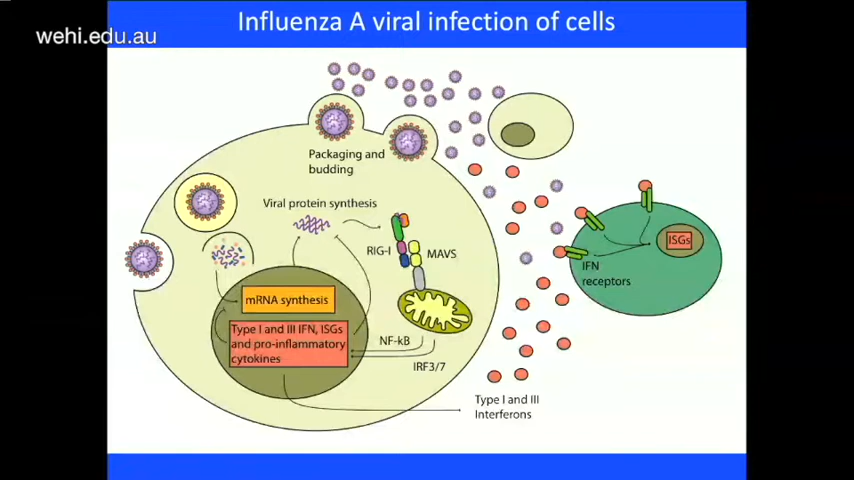 Influenza A viral infection of cells
wehi.edu.au
Packaging and
budding
Viral protein synthesis
RIG-I
MAVS
ISGs
IFN
receptors
mRNA synthesis
Type I and III IFN, ISGs
and pro-inflammatory
cytokines
NF-kB
IRF3/7
Type I and III
Interferons